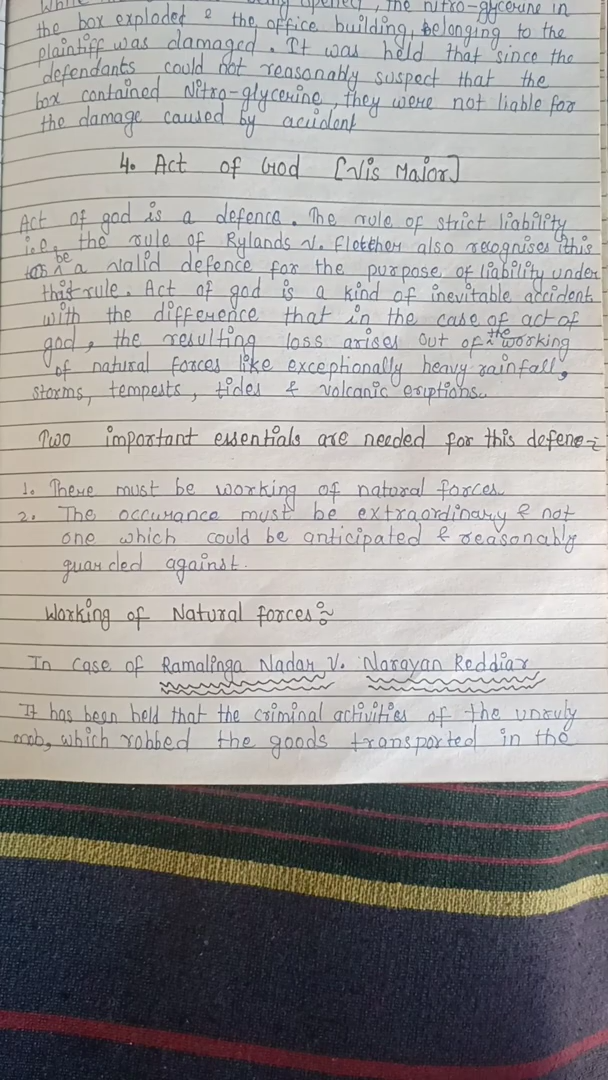 the nitro-glycerine in
the box exploded & the office building, belonging to the
plaintiff was damaged. It was held that since the
defendants could not reasonably suspect that the
box contained Nitro-glycerine, they were not liable for
the damage caused by accident
4. Act of God [Vis Major]
Act of god is a defence. The rule of strict liability
i.e, the rule of Rylands v. Fletcher also recognises this
to be a valid defence for the purpose of liability under
this rule. Act of god is a kind of inevitable accident
with the difference that in the case of act of
god, the resulting loss arises out of the working
of natural forces like exceptionally heavy rainfall,
storms, tempests, tides & volcanic eruptions.
Two important essentials are needed for this defence-:
1. There must be working of natural forces
2. The occurance must be extraordinary & not
one which could be anticipated & reasonably
guarded against.
Working of Natural forces:~
In case of Ramalinga Nadar V. Narayan Reddiar
It has been held that the criminal activities of the unruly
mob, which robbed the goods transported in the